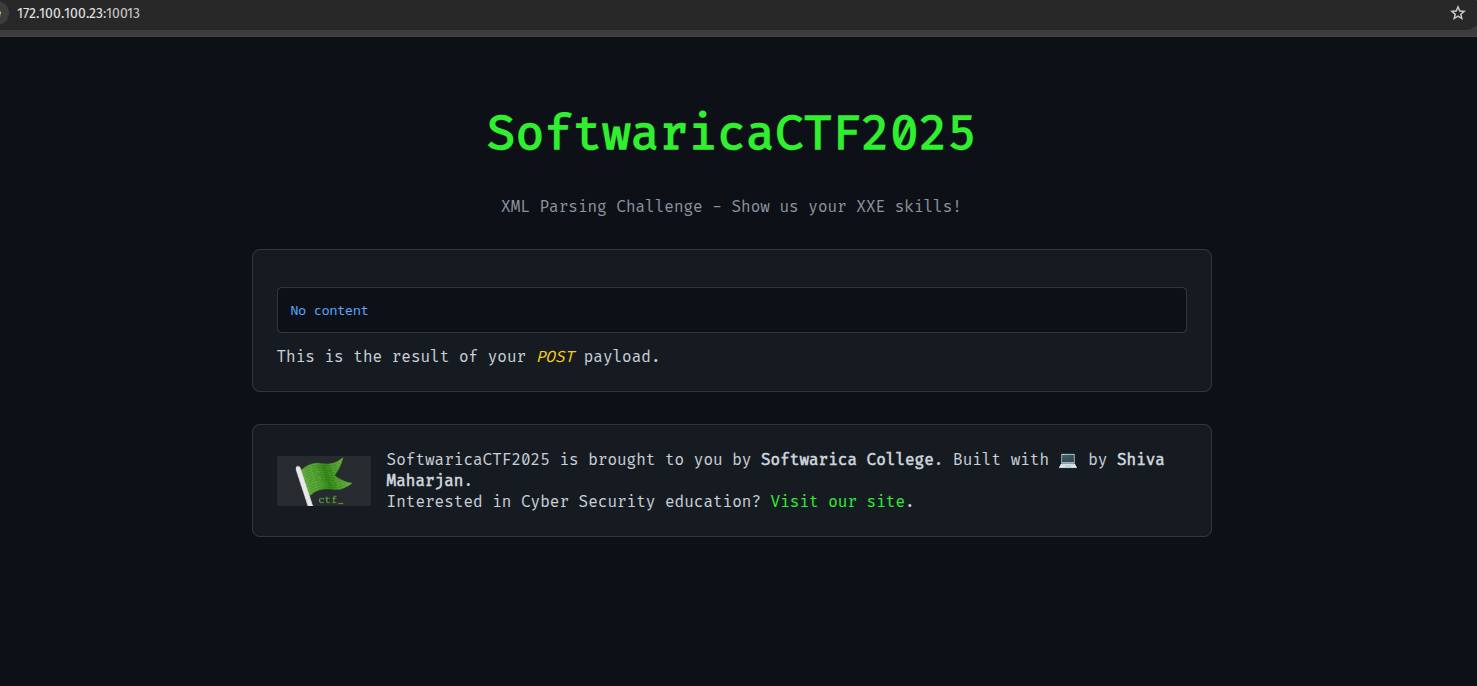 172.100.100.23:10013
SoftwaricaCTF2025
XML Parsing Challenge - Show us your XXE skills!
No content
This is the result of your POST payload.
SoftwaricaCTF2025 is brought to you by Softwarica College. Built with 💻 by Shiva
Maharjan.
Interested in Cyber Security education? Visit our site.
ctf_